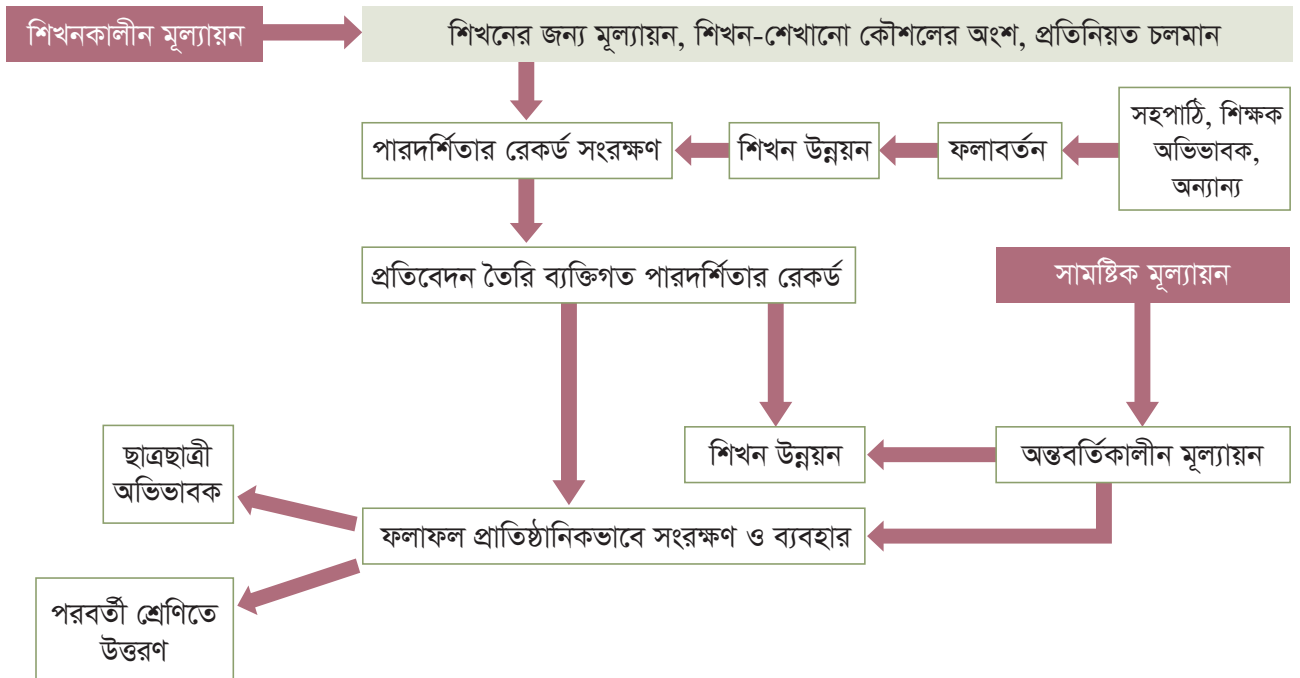 শিখনকালীন মূল্যায়ন
শিখনের জন্য মূল্যায়ন, শিখন-শেখানো কৌশলের অংশ, প্রতিনিয়ত চলমান
পারদর্শিতার রেকর্ড সংরক্ষণ
শিখন উন্নয়ন
ফলাবর্তন
সহপাঠি, শিক্ষক
অভিভাবক,
অন্যান্য
প্রতিবেদন তৈরি ব্যক্তিগত পারদর্শিতার রেকর্ড
সামষ্টিক মূল্যায়ন
ছাত্রছাত্রী
অভিভাবক
শিখন উন্নয়ন
অন্তবর্তিকালীন মূল্যায়ন
ফলাফল প্রাতিষ্ঠানিকভাবে সংরক্ষণ ও ব্যবহার
পরবর্তী শ্রেণিতে
উত্তরণ